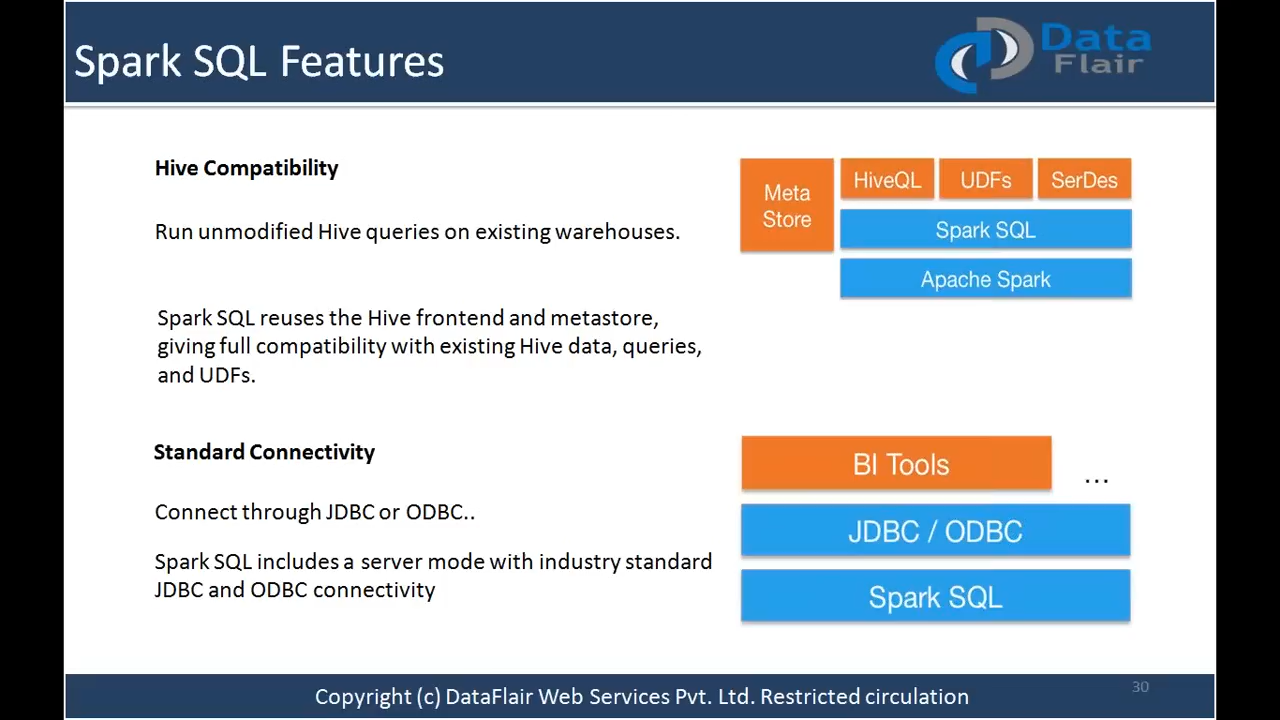 Spark SQL Features
Data
Flair
Hive Compatibility
Run unmodified Hive queries on existing warehouses.
Spark SQL reuses the Hive frontend and metastore,
giving full compatibility with existing Hive data, queries,
and UDFs.
Meta
Store
HiveQL
UDFs
SerDes
Spark SQL
Apache Spark
Standard Connectivity
Connect through JDBC or ODBC..
Spark SQL includes a server mode with industry standard
JDBC and ODBC connectivity
BI Tools
...
JDBC / ODBC
Spark SQL
Copyright (c) DataFlair Web Services Pvt. Ltd. Restricted circulation
30